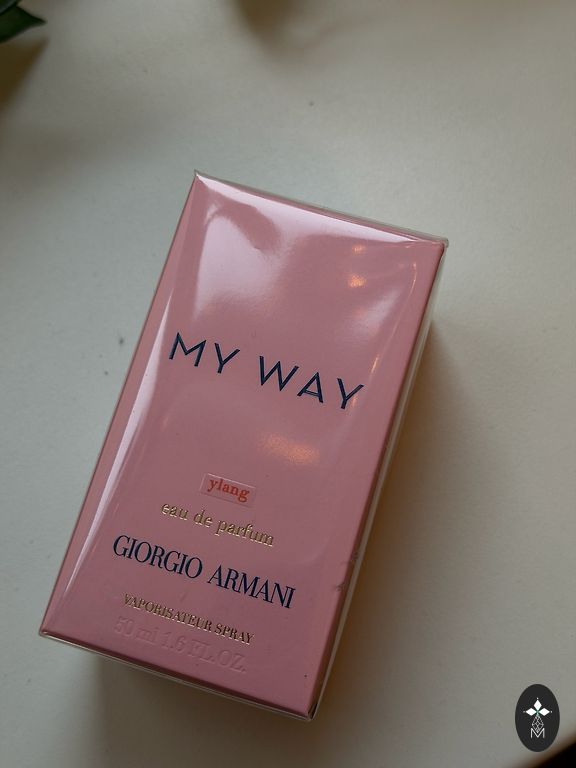 MY WAY
ylang
eau de parfum
GIORGIO ARMANI
VAPORISATEUR SPRAY
50 ml 1.6 FL.OZ.
M